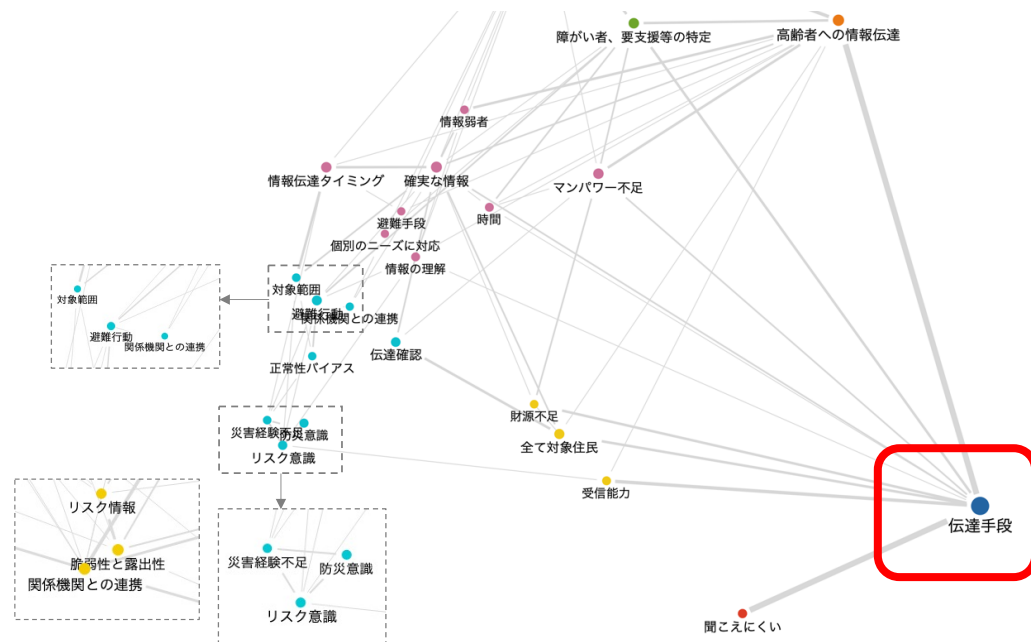 障がい者、要支援等の特定
高齢者への情報伝達
情報弱者
情報伝達タイミング
確実な情報
マンパワー不足
避難手段
時間
個別のニーズに対応
情報の理解
対象範囲
避難行動
関係機関との連携
対象範囲
避難行動
関係機関との連携
伝達確認
正常性バイアス
財源不足
災害経験不足
防災意識
リスク意識
全て対象住民
受信能力
リスク情報
脆弱性と露出性
関係機関との連携
伝達手段
災害経験不足
防災意識
リスク意識
聞こえにくい